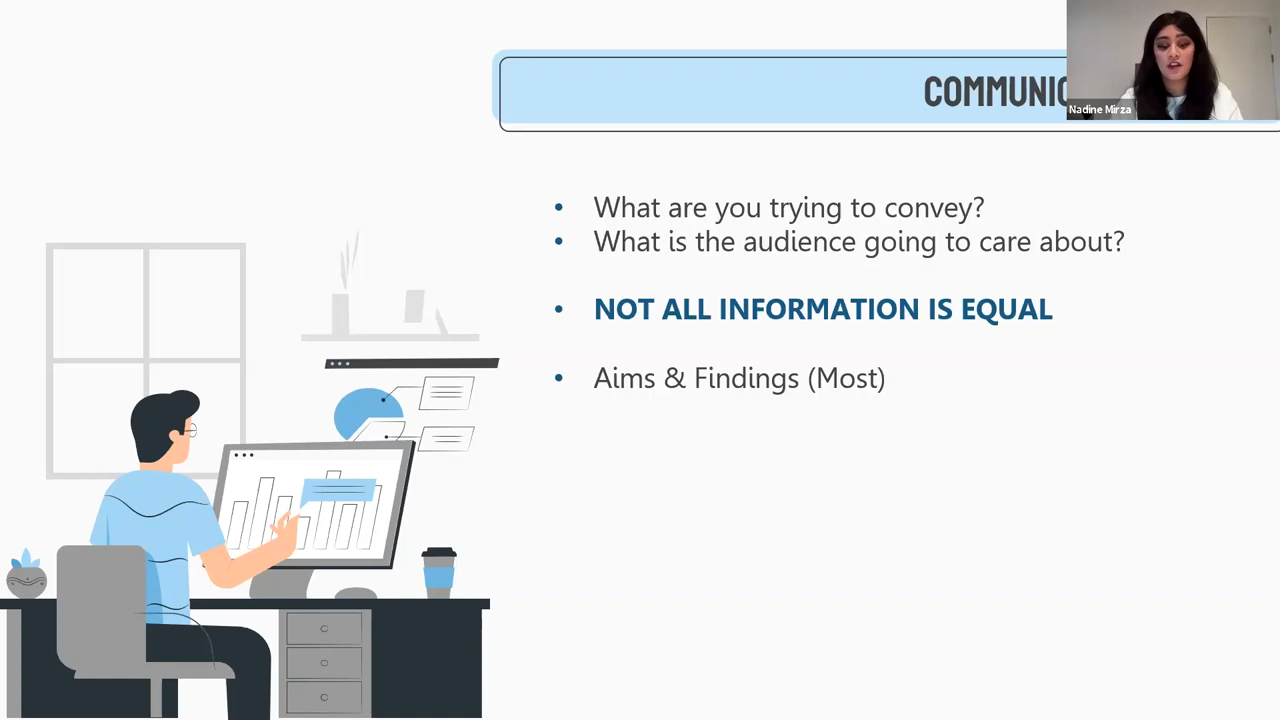 COMMUNIC
Nadine Mirza
• What are you trying to convey?
• What is the audience going to care about?
• NOT ALL INFORMATION IS EQUAL
• Aims & Findings (Most)